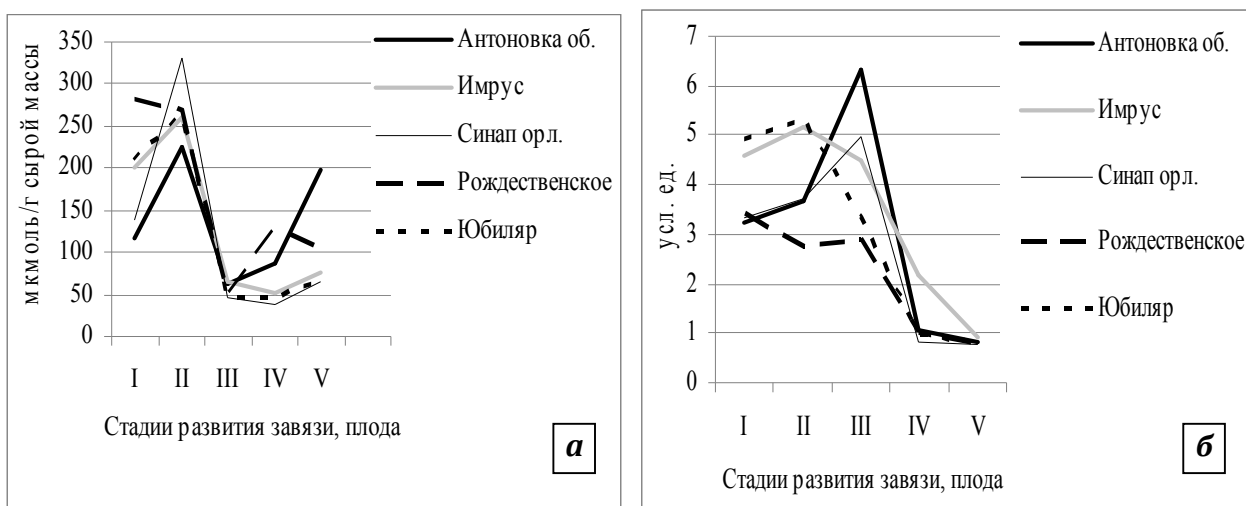 мкмоль/г сырой массы
350
300
250
200
150
100
50
0
I II III IV V
Стадии развития завязи, плода
Антоновка об.
Имрус
Синап орл.
Рождественское
Юбиляр
а
усл. ед.
7
6
5
4
3
2
1
0
I II III IV V
Стадии развития завязи, плода
Антоновка об.
Имрус
Синап орл.
Рождественское
Юбиляр
б